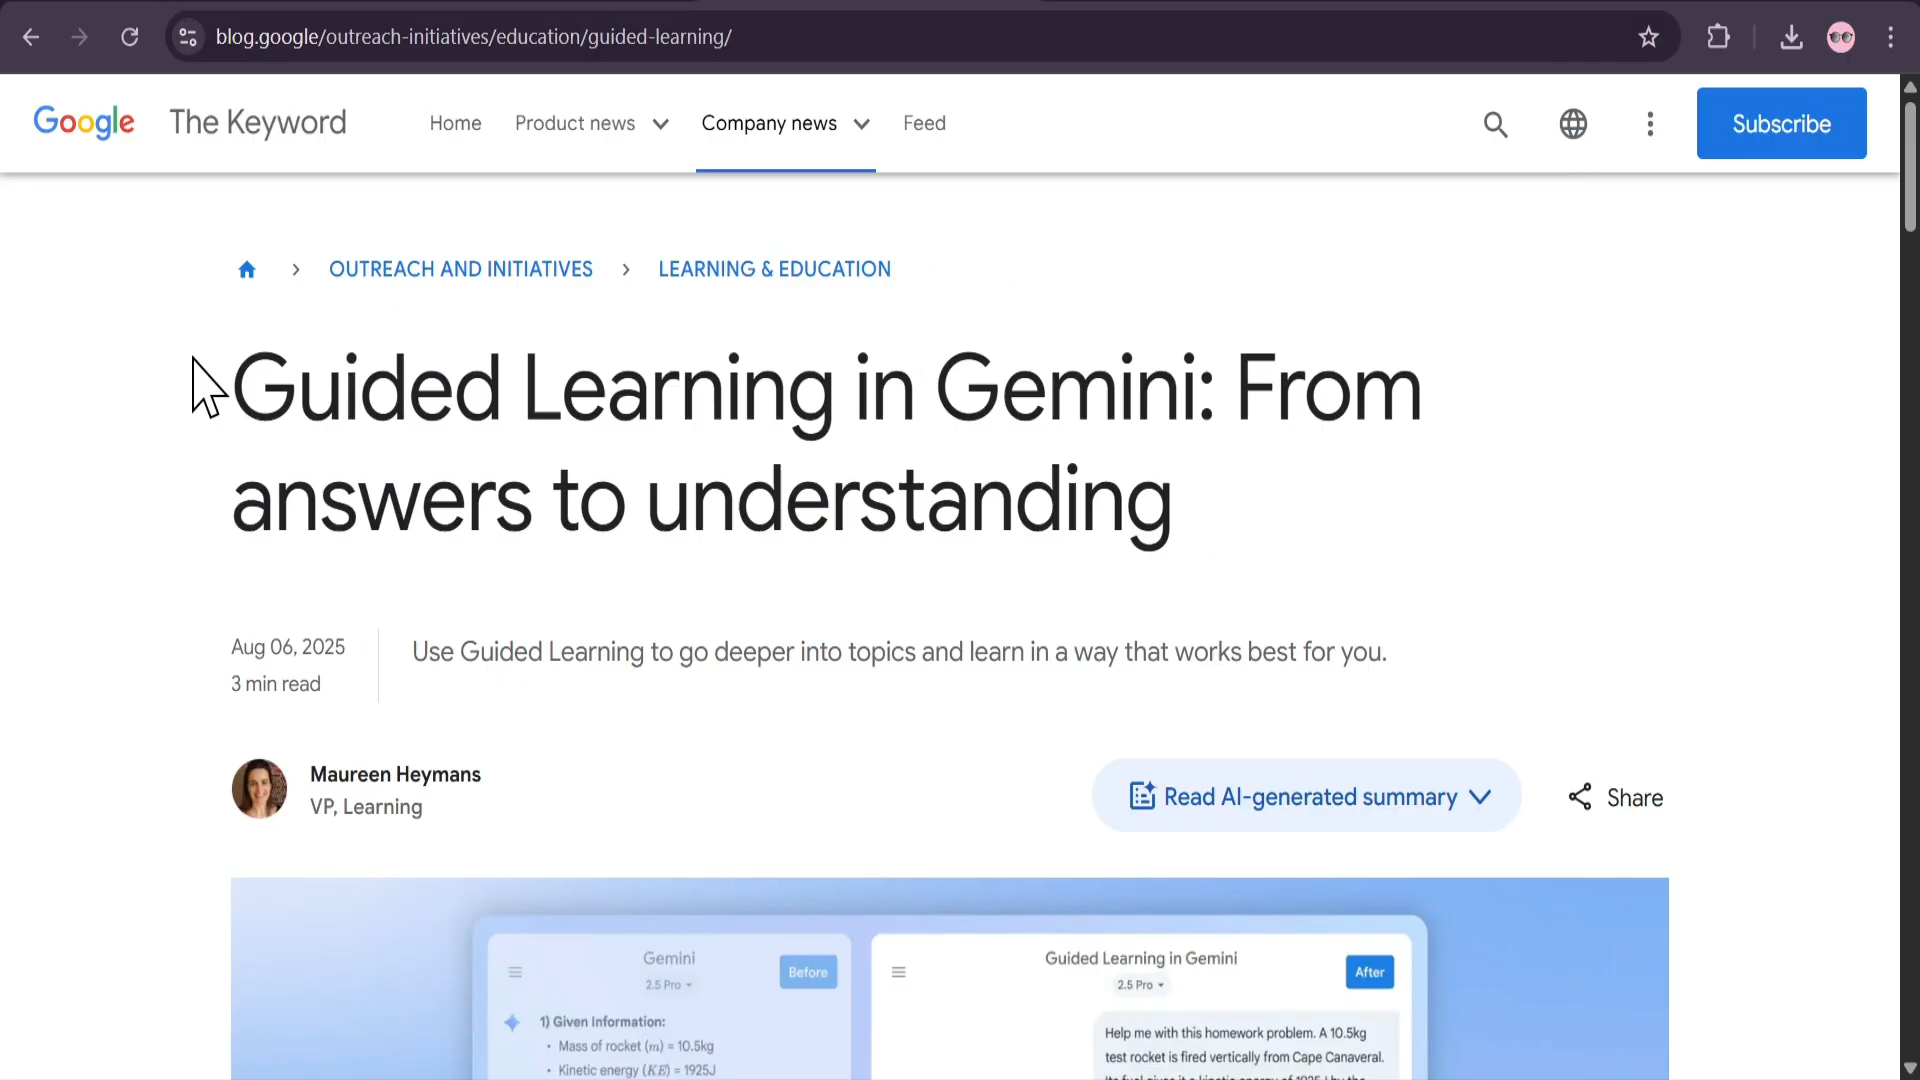 blog.google/outreach-initiatives/education/guided-learning/
Google The Keyword Home Product news Company news Feed Subscribe
OUTREACH AND INITIATIVES LEARNING & EDUCATION
Guided Learning in Gemini: From
answers to understanding
Aug 06, 2025
3 min read
Use Guided Learning to go deeper into topics and learn in a way that works best for you.
Maureen Heymans
VP, Learning
Read AI-generated summary
Share
Gemini
2.5 Pro
Before
1) Given Information:
• Mass of rocket (m) = 10.5kg
• Kinetic energy (KE) = 1925J
Guided Learning in Gemini
2.5 Pro
After
Help me with this homework problem. A 10.5kg
test rocket is fired vertically from Cape Canaveral.